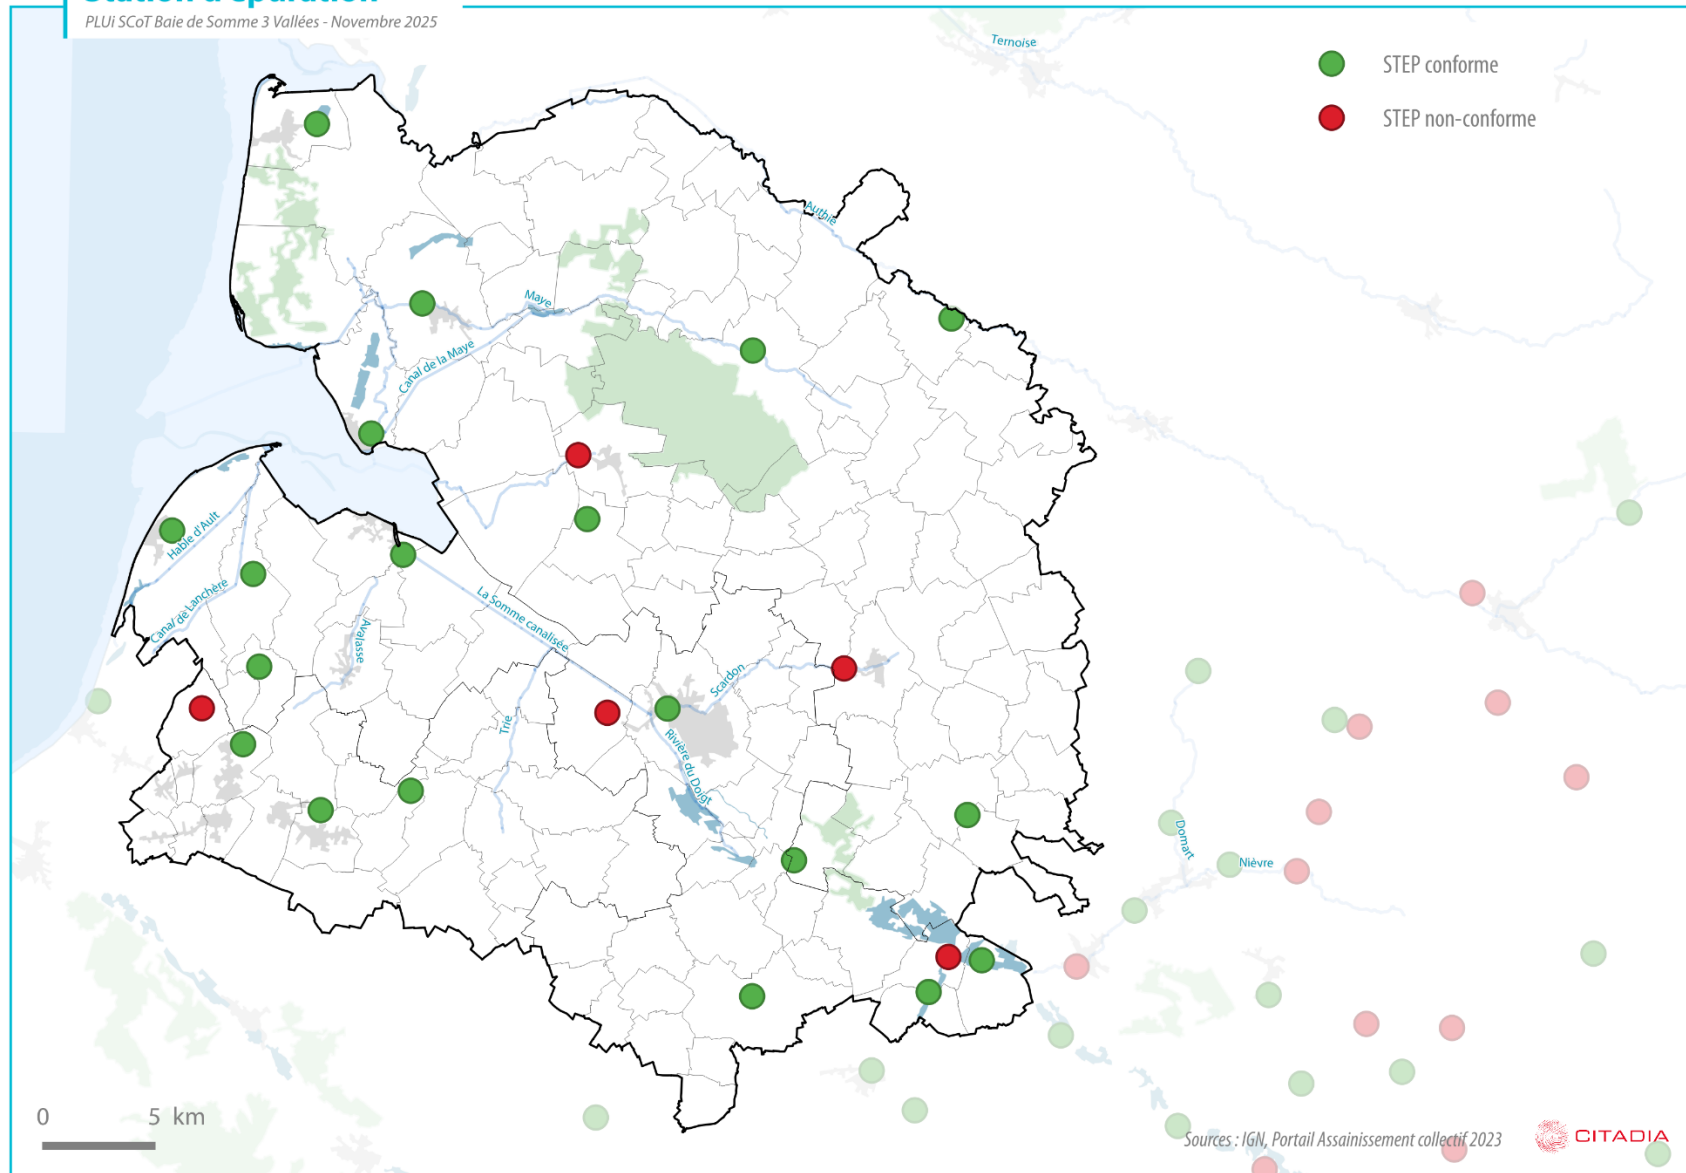 Station d'épuration
PLUi SCoT Baie de Somme 3 Vallées - Novembre 2025
Ternoise
STEP conforme
STEP non-conforme
Authie
Maye
Canal de la Maye
Hable d'Ault
Canal de Lanchère
La Somme canalisée
Avalasse
Scardon
Trie
Rivière du Doigt
Domart
Nièvre
0 5 km
Sources : IGN, Portail Assainissement collectif 2023
CITADIA